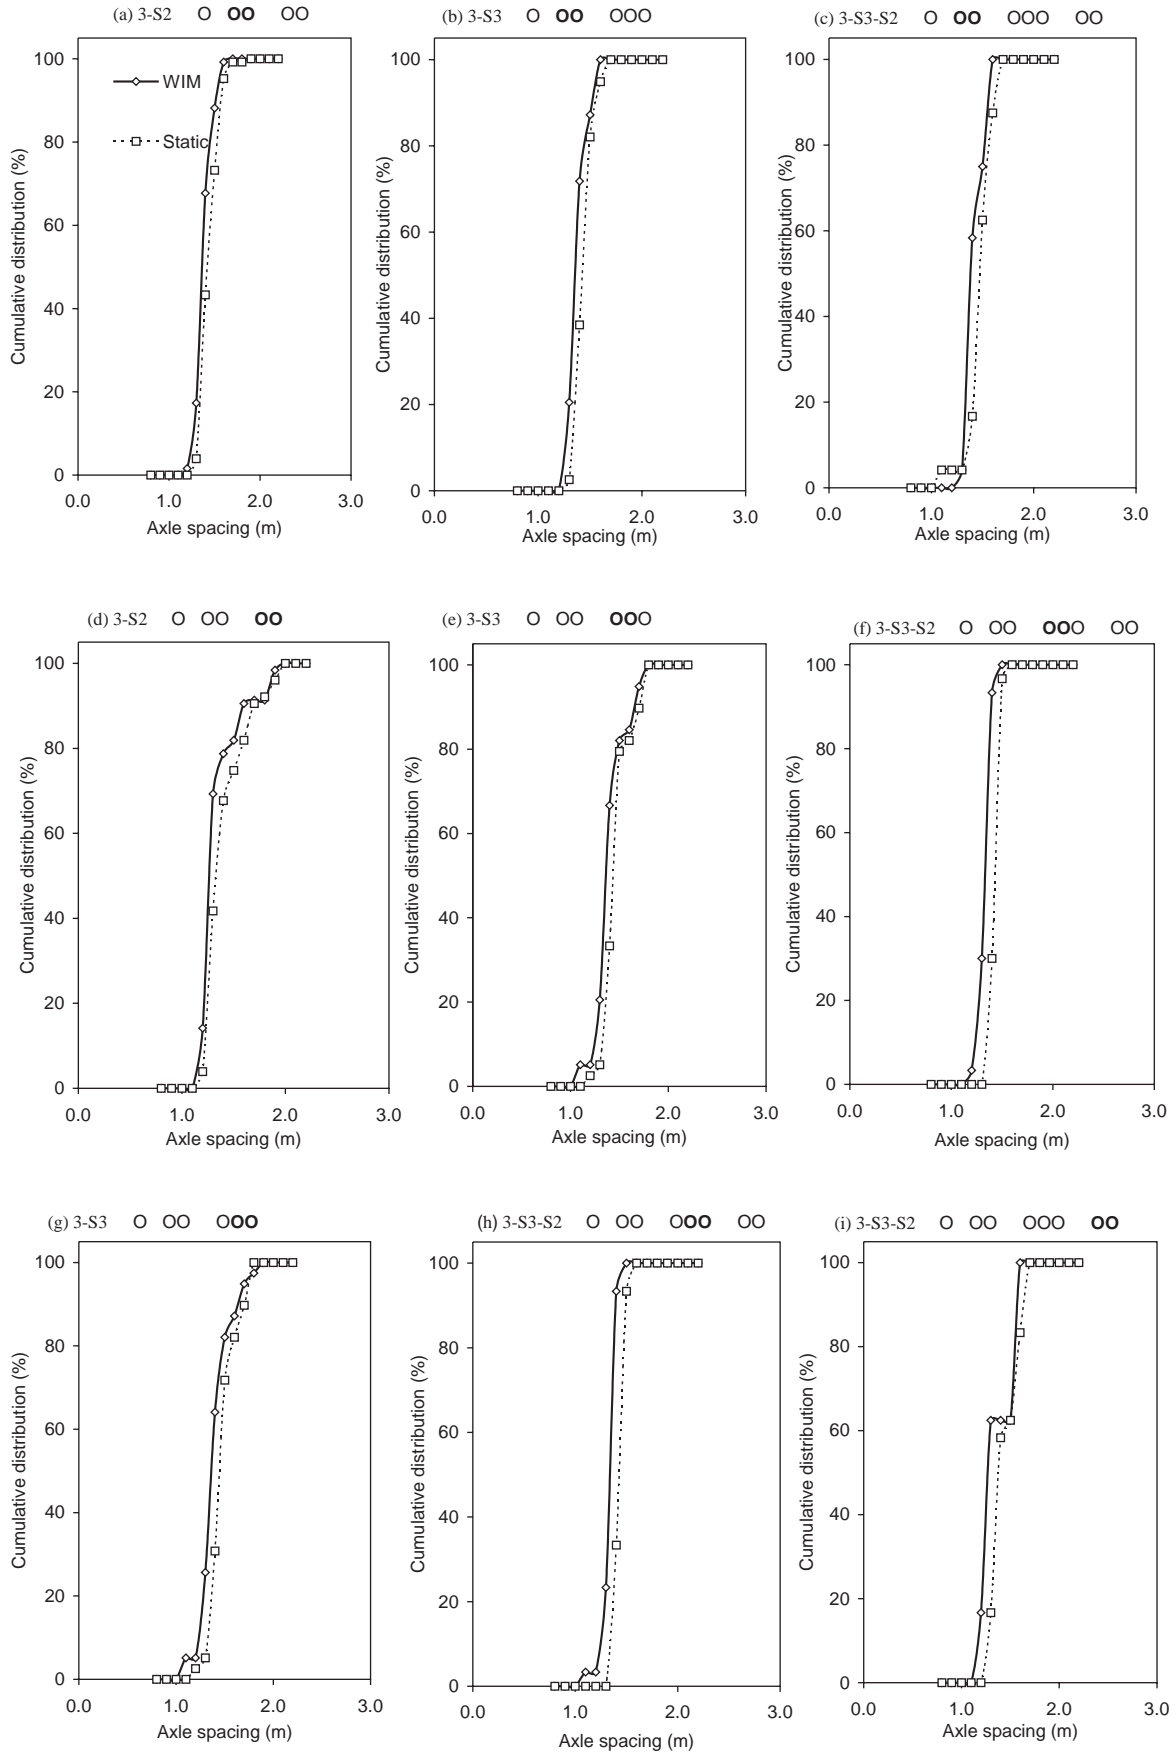 (a) 3-S2 O OO OO
(b) 3-S3 O OO OOO
(c) 3-S3-S2 O OO OOO OO
100
80
60
40
20
0
Cumulative distribution (%)
WIM
Static
0.0 1.0 2.0 3.0
Axle spacing (m)
100
80
60
40
20
0
Cumulative distribution (%)
0.0 1.0 2.0 3.0
Axle spacing (m)
100
80
60
40
20
0
Cumulative distribution (%)
0.0 1.0 2.0 3.0
Axle spacing (m)
(d) 3-S2 O OO OO
(e) 3-S3 O OO OOO
(f) 3-S3-S2 O OO OOO OO
100
80
60
40
20
0
Cumulative distribution (%)
0.0 1.0 2.0 3.0
Axle spacing (m)
100
80
60
40
20
0
Cumulative distribution (%)
0.0 1.0 2.0 3.0
Axle spacing (m)
100
80
60
40
20
0
Cumulative distribution (%)
0.0 1.0 2.0 3.0
Axle spacing (m)
(g) 3-S3 O OO OOO
(h) 3-S3-S2 O OO OOO OO
(i) 3-S3-S2 O OO OOO OO
100
80
60
40
20
0
Cumulative distribution (%)
0.0 1.0 2.0 3.0
Axle spacing (m)
100
80
60
40
20
0
Cumulative distribution (%)
0.0 1.0 2.0 3.0
Axle spacing (m)
100
80
60
40
20
0
Cumulative distribution (%)
0.0 1.0 2.0 3.0
Axle spacing (m)